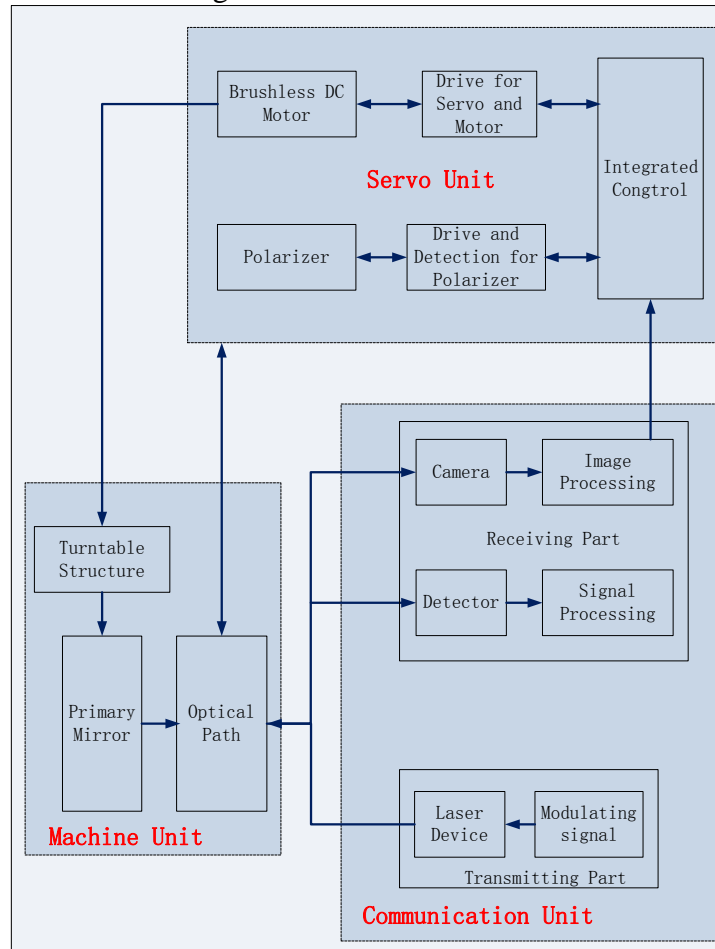 Brushless DC
Motor
Drive for
Servo and
Motor
Integrated
Congtrol
Servo Unit
Polarizer
Drive and
Detection for
Polarizer
Camera
Image
Processing
Receiving Part
Turntable
Structure
Detector
Signal
Processing
Primary
Mirror
Optical
Path
Laser
Device
Modulating
signal
Machine Unit
Transmitting Part
Communication Unit